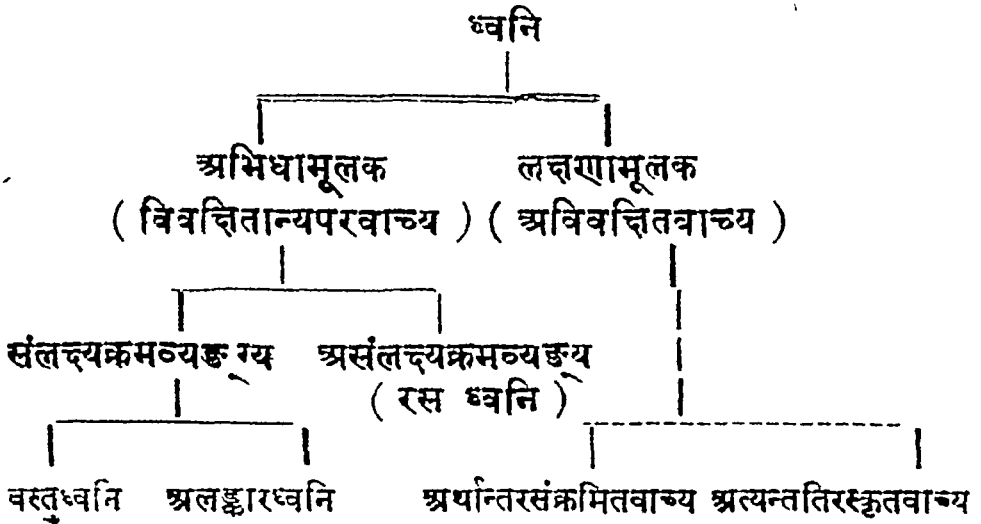 ध्वनि
अभिधामूलक लक्षणामूलक
( विवक्षितान्यपरवाच्य ) ( अविवक्षितवाच्य )
संलक्ष्यक्रमव्यङ्ग्य असंलक्ष्यक्रमव्यङ्ग्य
( रस ध्वनि )
वस्तुध्वनि अलङ्कारध्वनि अर्थान्तरसंक्रमितवाच्य अत्यन्ततिरस्कृतवाच्य